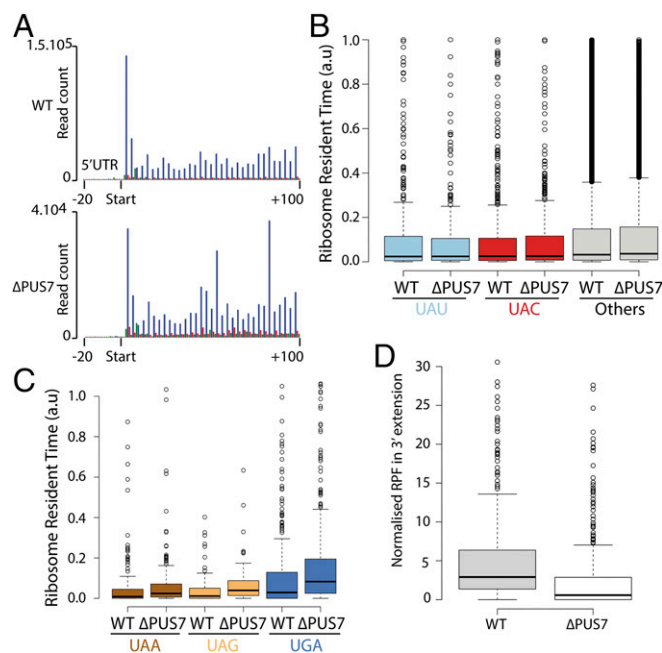 A
1.5.10⁵
WT
Read count
5'UTR
0
-20 Start +100
4.10⁴
ΔPUS7
Read count
0
-20 Start +100
B
Ribosome Resident Time (a.u)
1.0
0.8
0.6
0.4
0.2
0.0
WT ΔPUS7 WT ΔPUS7 WT ΔPUS7
UAU UAC Others
C
Ribosome Resident Time (a.u)
1.0
0.8
0.6
0.4
0.2
0.0
WT ΔPUS7 WT ΔPUS7 WT ΔPUS7
UAA UAG UGA
D
Normalised RPF in 3' extension
30
25
20
15
10
5
0
WT ΔPUS7